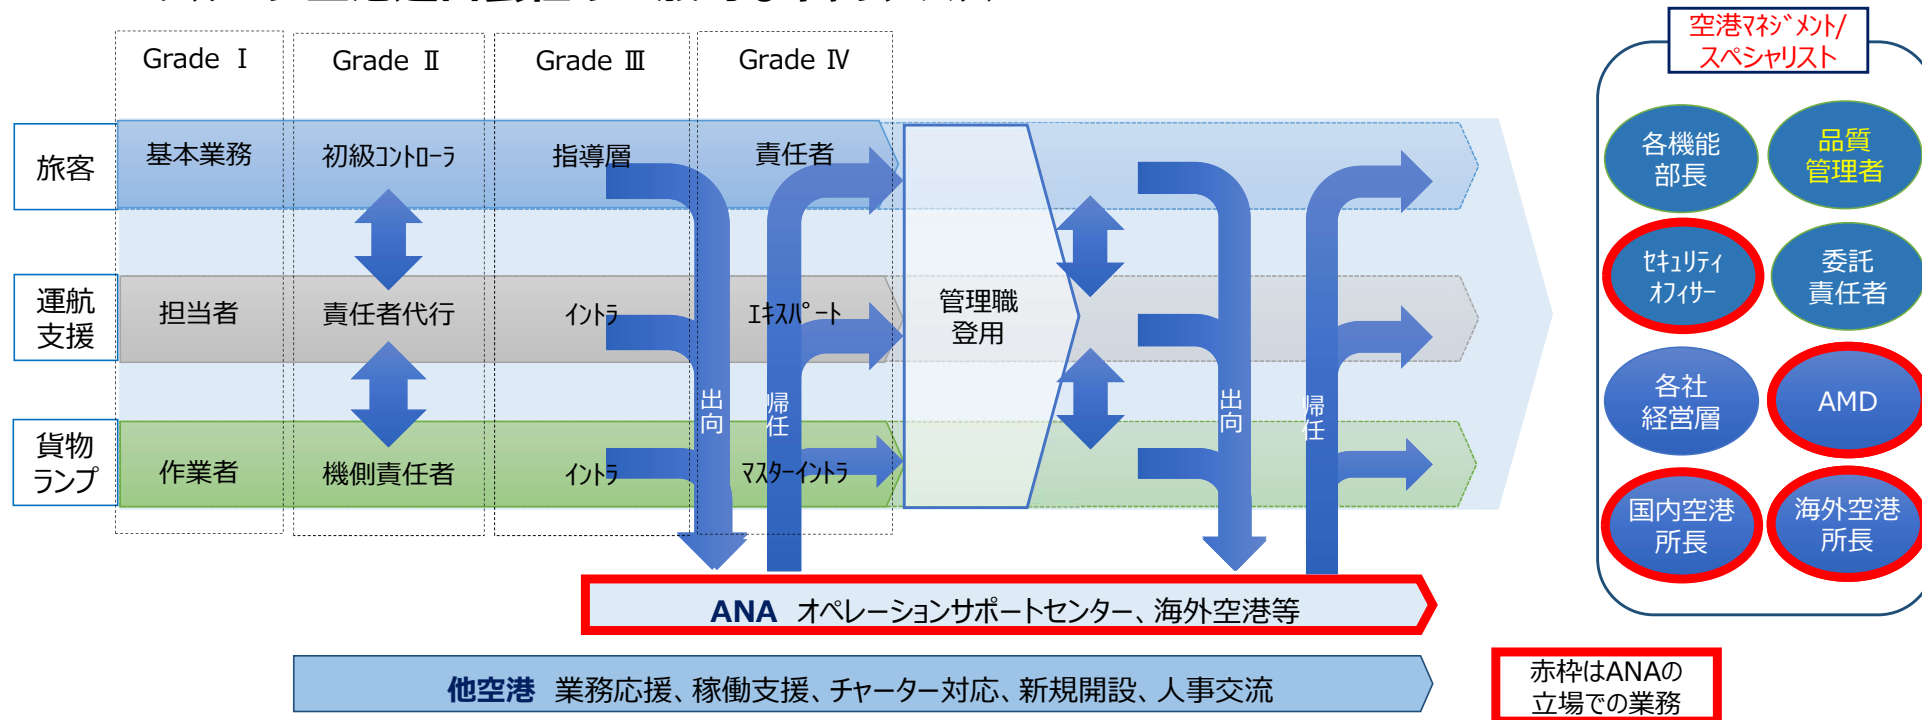 Grade Ⅰ
Grade Ⅱ
Grade Ⅲ
Grade Ⅳ
旅客
基本業務
初級ｺﾝﾄﾛｰﾗ
指導層
責任者
運航
支援
担当者
責任者代行
ｲﾝﾄﾗ
ｴｷｽﾊﾟｰﾄ
貨物
ランプ
作業者
機側責任者
ｲﾝﾄﾗ
ﾏｽﾀｰｲﾝﾄﾗ
管理職
登用
出向
帰任
出向
帰任
ANA オペレーションサポートセンター、海外空港等
他空港 業務応援、稼働支援、チャーター対応、新規開設、人事交流
空港ﾏﾈｼﾞﾒﾝﾄ/
スペシャリスト
各機能
部長
品質
管理者
ｾｷｭﾘﾃｨ
ｵﾌｨｻｰ
委託
責任者
各社
経営層
AMD
国内空港
所長
海外空港
所長
赤枠はANAの
立場での業務